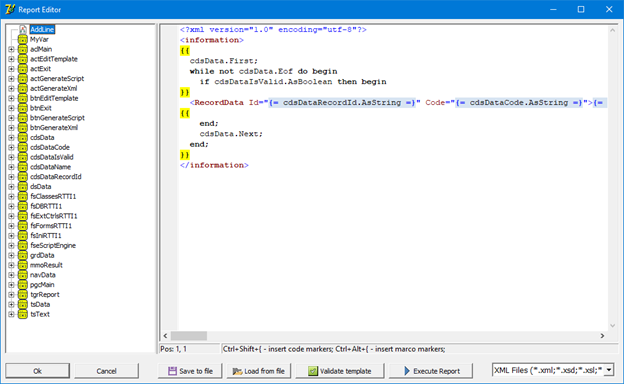 Report Editor
AddLine
MyVar
adMain
actEditTemplate
actExit
actGenerateScript
actGenerateXml
btnEditTemplate
btnExit
btnGenerateScript
btnGenerateXml
cdsData
cdsDataCode
cdsDataIsValid
cdsDataName
cdsDataRecordId
dsData
fsClassesRTTI1
fsDBRTTI1
fsExtCtrlsRTTI1
fsFormsRTTI1
fsIniRTTI1
fseScriptEngine
grdData
mmoResult
navData
pgcMain
tgrReport
tsData
tsText
<?xml version="1.0" encoding="utf-8"?>
<information>
{{
cdsData.First;
while not cdsData.Eof do begin
if cdsDataIsValid.AsBoolean then begin
}}
<RecordData Id="{= cdsDataRecordId.AsString =}" Code="{= cdsDataCode.AsString =}">{=
{{
end;
cdsData.Next;
end;
}}
</information>
Pos: 1, 1 Ctrl+Shift+{ - insert code markers; Ctrl+Alt+{ - insert marco markers;
Ok Cancel Save to file Load from file Validate template Execute Report XML Files (*.xml;*.xsd;*.xsl;*